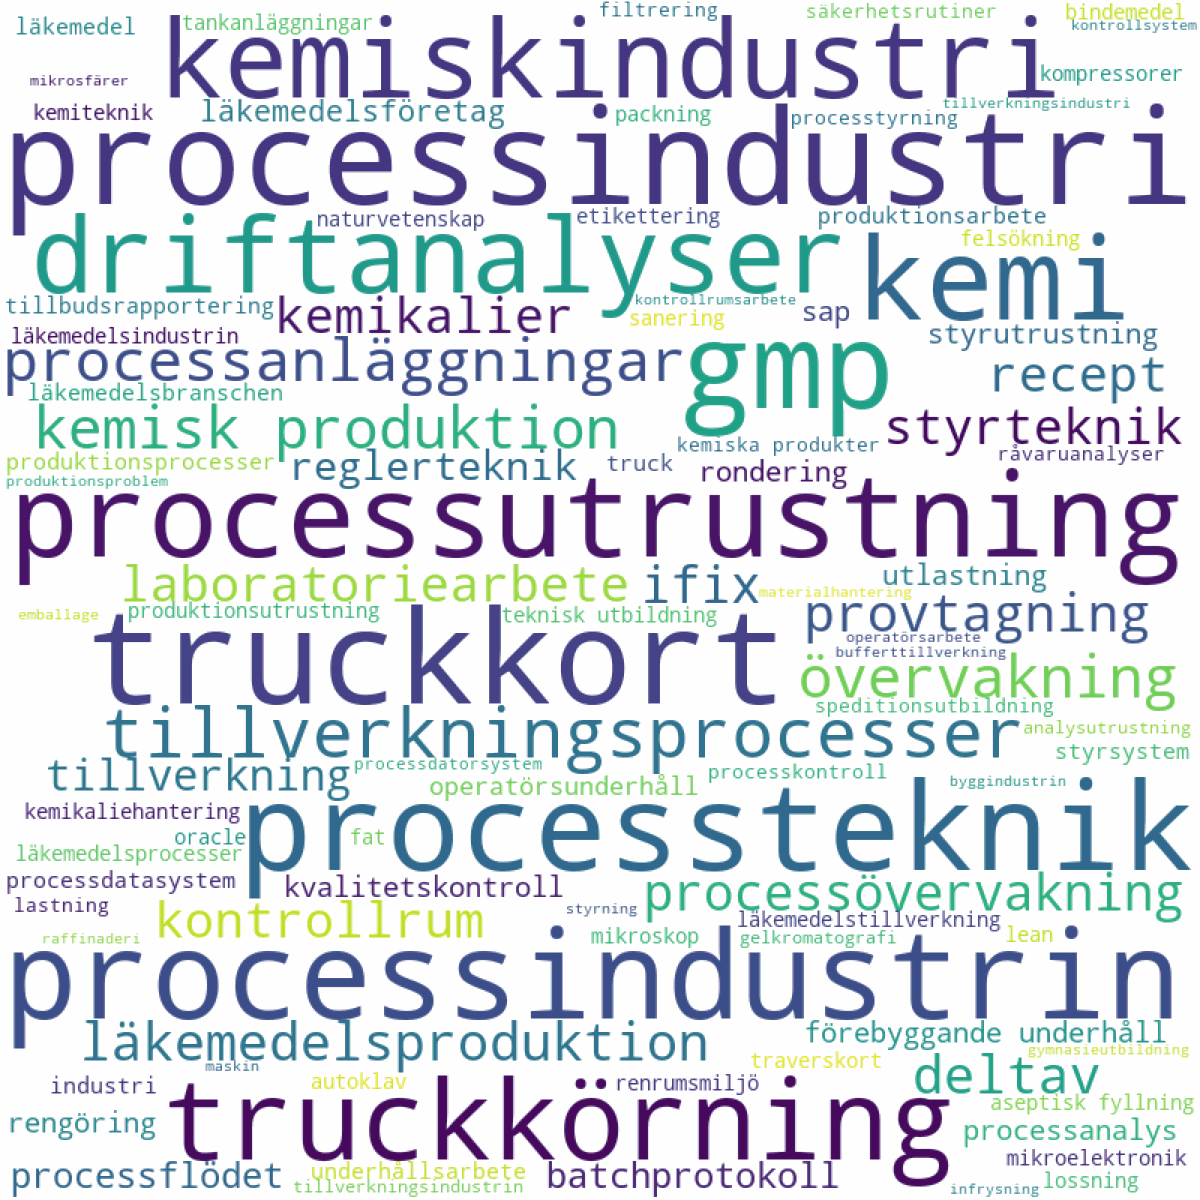 läkemedel
tankanläggningar
filtrering
säkerhetsrutiner
bindemedel
kontrollsystem
kemiskindustri
mikrosfärer
kompressorer
kemiteknik
läkemedelsföretag
packning
processtyrning
tillverkningsindustri
processindustri
naturvetenskap
etikettering
produktionsarbete
driftanalyser
felsökning
kemi
tillbudsrapportering
kemikalier
kontrollrumsarbete
sanering
sap
styrutrustning
läkemedelsindustrin
processanläggningar
gmp
recept
läkemedelsbranschen
kemisk produktion
styrteknik
kemiska produkter
råvaruanalyser
produktionsprocesser
reglerteknik
truck
rondering
produktionsproblem
processutrustning
laboratoriearbete
ifix
utlastning
materialhantering
emballage
produktionsutrustning
teknisk utbildning
provtagning
truckkort
operatörsarbete
bufferttillverkning
övervakning
speditionsutbildning
tillverkningsprocesser
analysutrustning
styrsystem
tillverkning
processdatorsystem
processkontroll
operatörsunderhåll
byggindustrin
kemikaliehantering
processteknik
oracle
fat
läkemedelsprocesser
processdatasystem
kvalitetskontroll
processövervakning
lastning
kontrollrum
styrning
läkemedelstillverkning
raffinaderi
mikroskop
gelkromatografi
lean
processindustrin
läkemedelsproduktion
förebyggande underhåll
maskin
traverskort
gymnasieutbildning
industri
autoklav
renrumsmiljö
deltav
truckkörning
aseptisk fyllning
rengöring
processanalys
mikroelektronik
processflödet
underhållsarbete
batchprotokoll
tillverkningsindustrin
infrysning
lossning